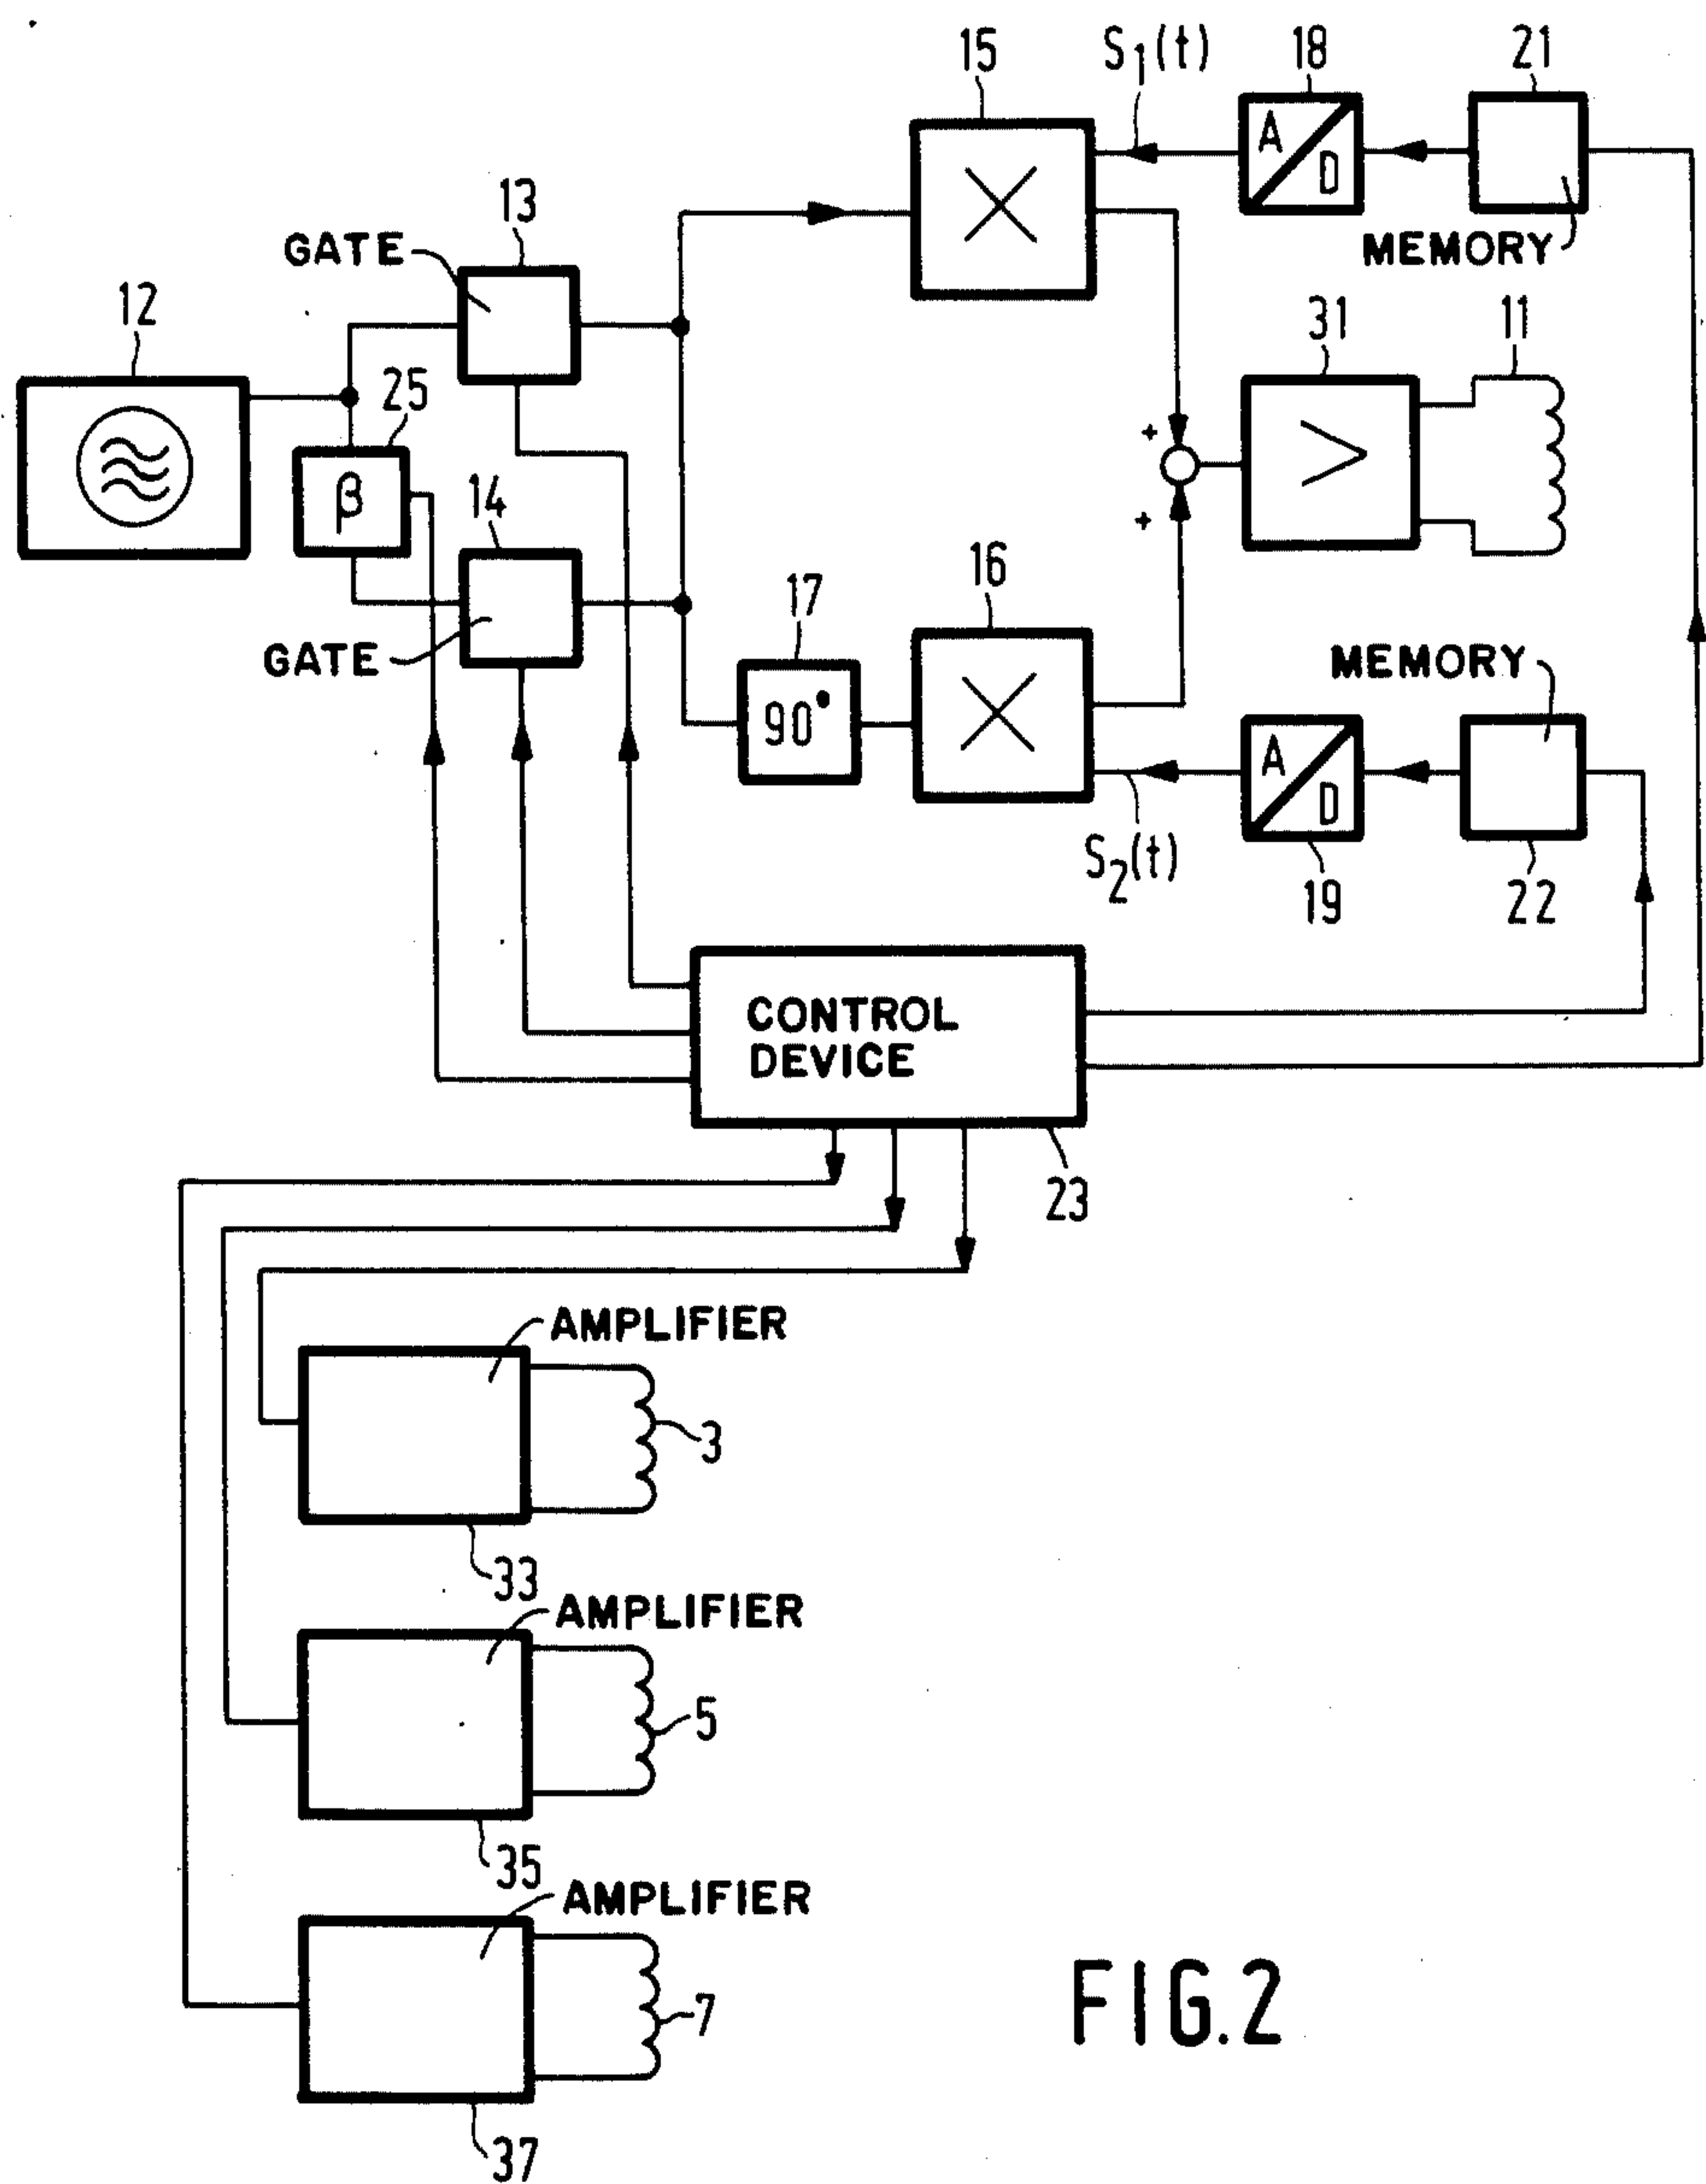 15
S1(t)
18
21
A
D
13
GATE
MEMORY
12
25
31
11
β
14
+
+
16
17
GATE
MEMORY
90°
A
D
S2(t)
19
22
CONTROL
DEVICE
23
AMPLIFIER
3
33
AMPLIFIER
5
35
AMPLIFIER
7
37
FIG.2